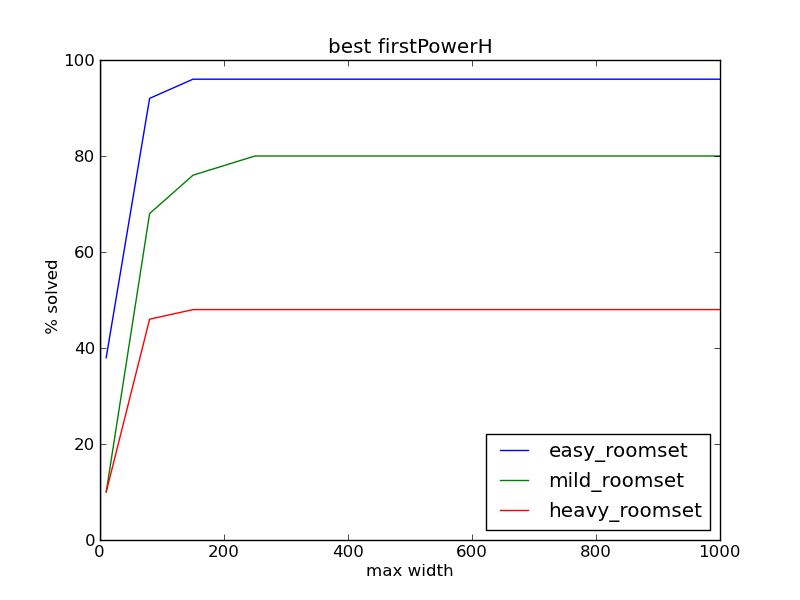 best firstPowerH
100
80
60
40
20
0
% solved
easy_roomset
mild_roomset
heavy_roomset
0 200 400 600 800 1000
max width